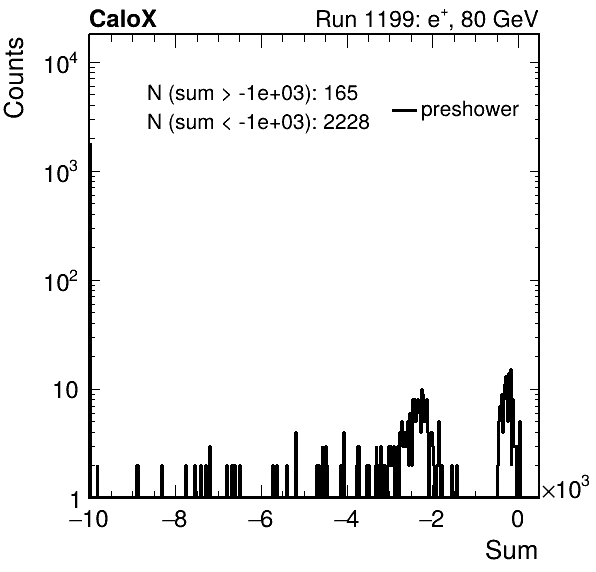 CaloX Run 1199: e⁺, 80 GeV
Counts
N (sum > -1e+03): 165
N (sum < -1e+03): 2228
preshower
10⁴
10³
10²
10
1
−10 −8 −6 −4 −2 0 ×10³
Sum